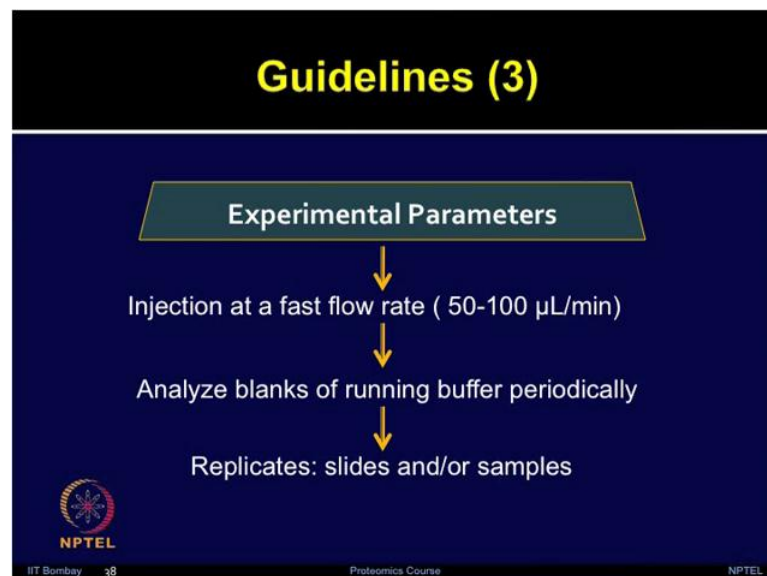 Guidelines (3)
Experimental Parameters
Injection at a fast flow rate ( 50-100 µL/min)
Analyze blanks of running buffer periodically
Replicates: slides and/or samples
NPTEL
IIT Bombay 38 Proteomics Course NPTEL